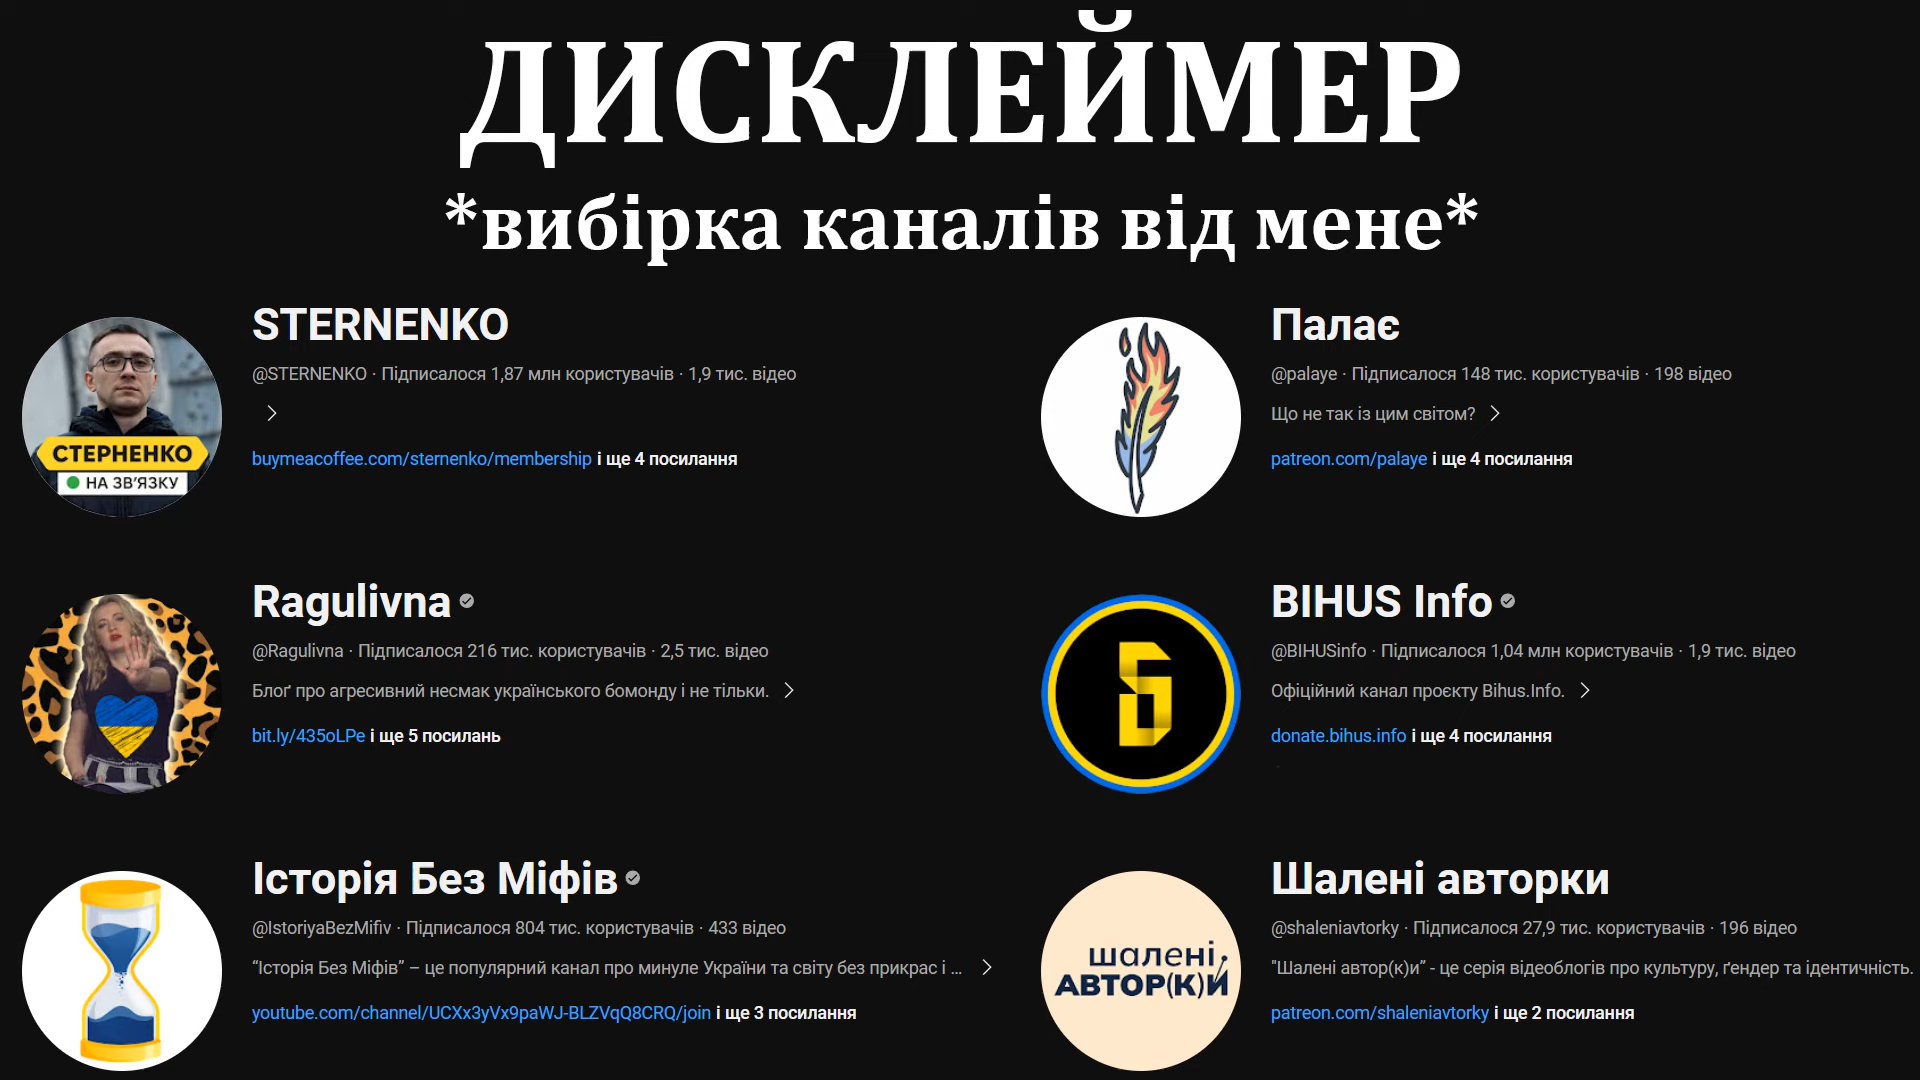 ДИСКЛЕЙМЕР
*вибірка каналів від мене*
STERNENKO
@STERNENKO · Підписалося 1,87 млн користувачів · 1,9 тис. відео
buymeacoffee.com/sternenko/membership і ще 4 посилання
СТЕРНЕНКО
НА ЗВ'ЯЗКУ
Палає
@palaye · Підписалося 148 тис. користувачів · 198 відео
Що не так із цим світом?
patreon.com/palaye і ще 4 посилання
Ragulivna
@Ragulivna · Підписалося 216 тис. користувачів · 2,5 тис. відео
Блоґ про агресивний несмак українського бомонду і не тільки.
bit.ly/435oLPe і ще 5 посилань
BIHUS Info
@BIHUSinfo · Підписалося 1,04 млн користувачів · 1,9 тис. відео
Офіційний канал проєкту Bihus.Info.
donate.bihus.info і ще 4 посилання
Історія Без Міфів
@IstoriyaBezMifiv · Підписалося 804 тис. користувачів · 433 відео
“Історія Без Міфів” – це популярний канал про минуле України та світу без прикрас і ...
youtube.com/channel/UCXx3yVx9paWJ-BLZVqQ8CRQ/join і ще 3 посилання
Шалені авторки
@shaleniavtorky · Підписалося 27,9 тис. користувачів · 196 відео
"Шалені автор(к)и” - це серія відеоблогів про культуру, ґендер та ідентичність.
patreon.com/shaleniavtorky і ще 2 посилання
шалені
АВТОР(К)И